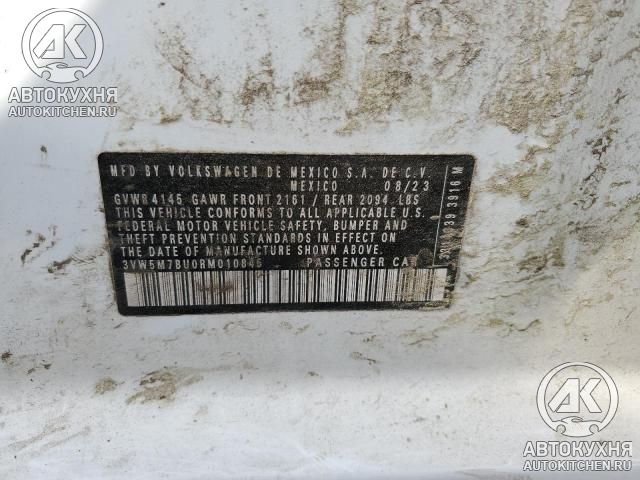 АК
АВТОКУХНЯ
AUTOKITCHEN.RU
MFD BY VOLKSWAGEN DE MEXICO S.A. DE C.V.
MEXICO 08/23
GVWR 4145 GAWR FRONT 2161 / REAR 2094 LBS
THIS VEHICLE CONFORMS TO ALL APPLICABLE U.S.
FEDERAL MOTOR VEHICLE SAFETY, BUMPER AND
THEFT PREVENTION STANDARDS IN EFFECT ON THE
DATE OF MANUFACTURE SHOWN ABOVE.
PASSENGER CAR
3916 M
АК
АВТОКУХНЯ
AUTOKITCHEN.RU